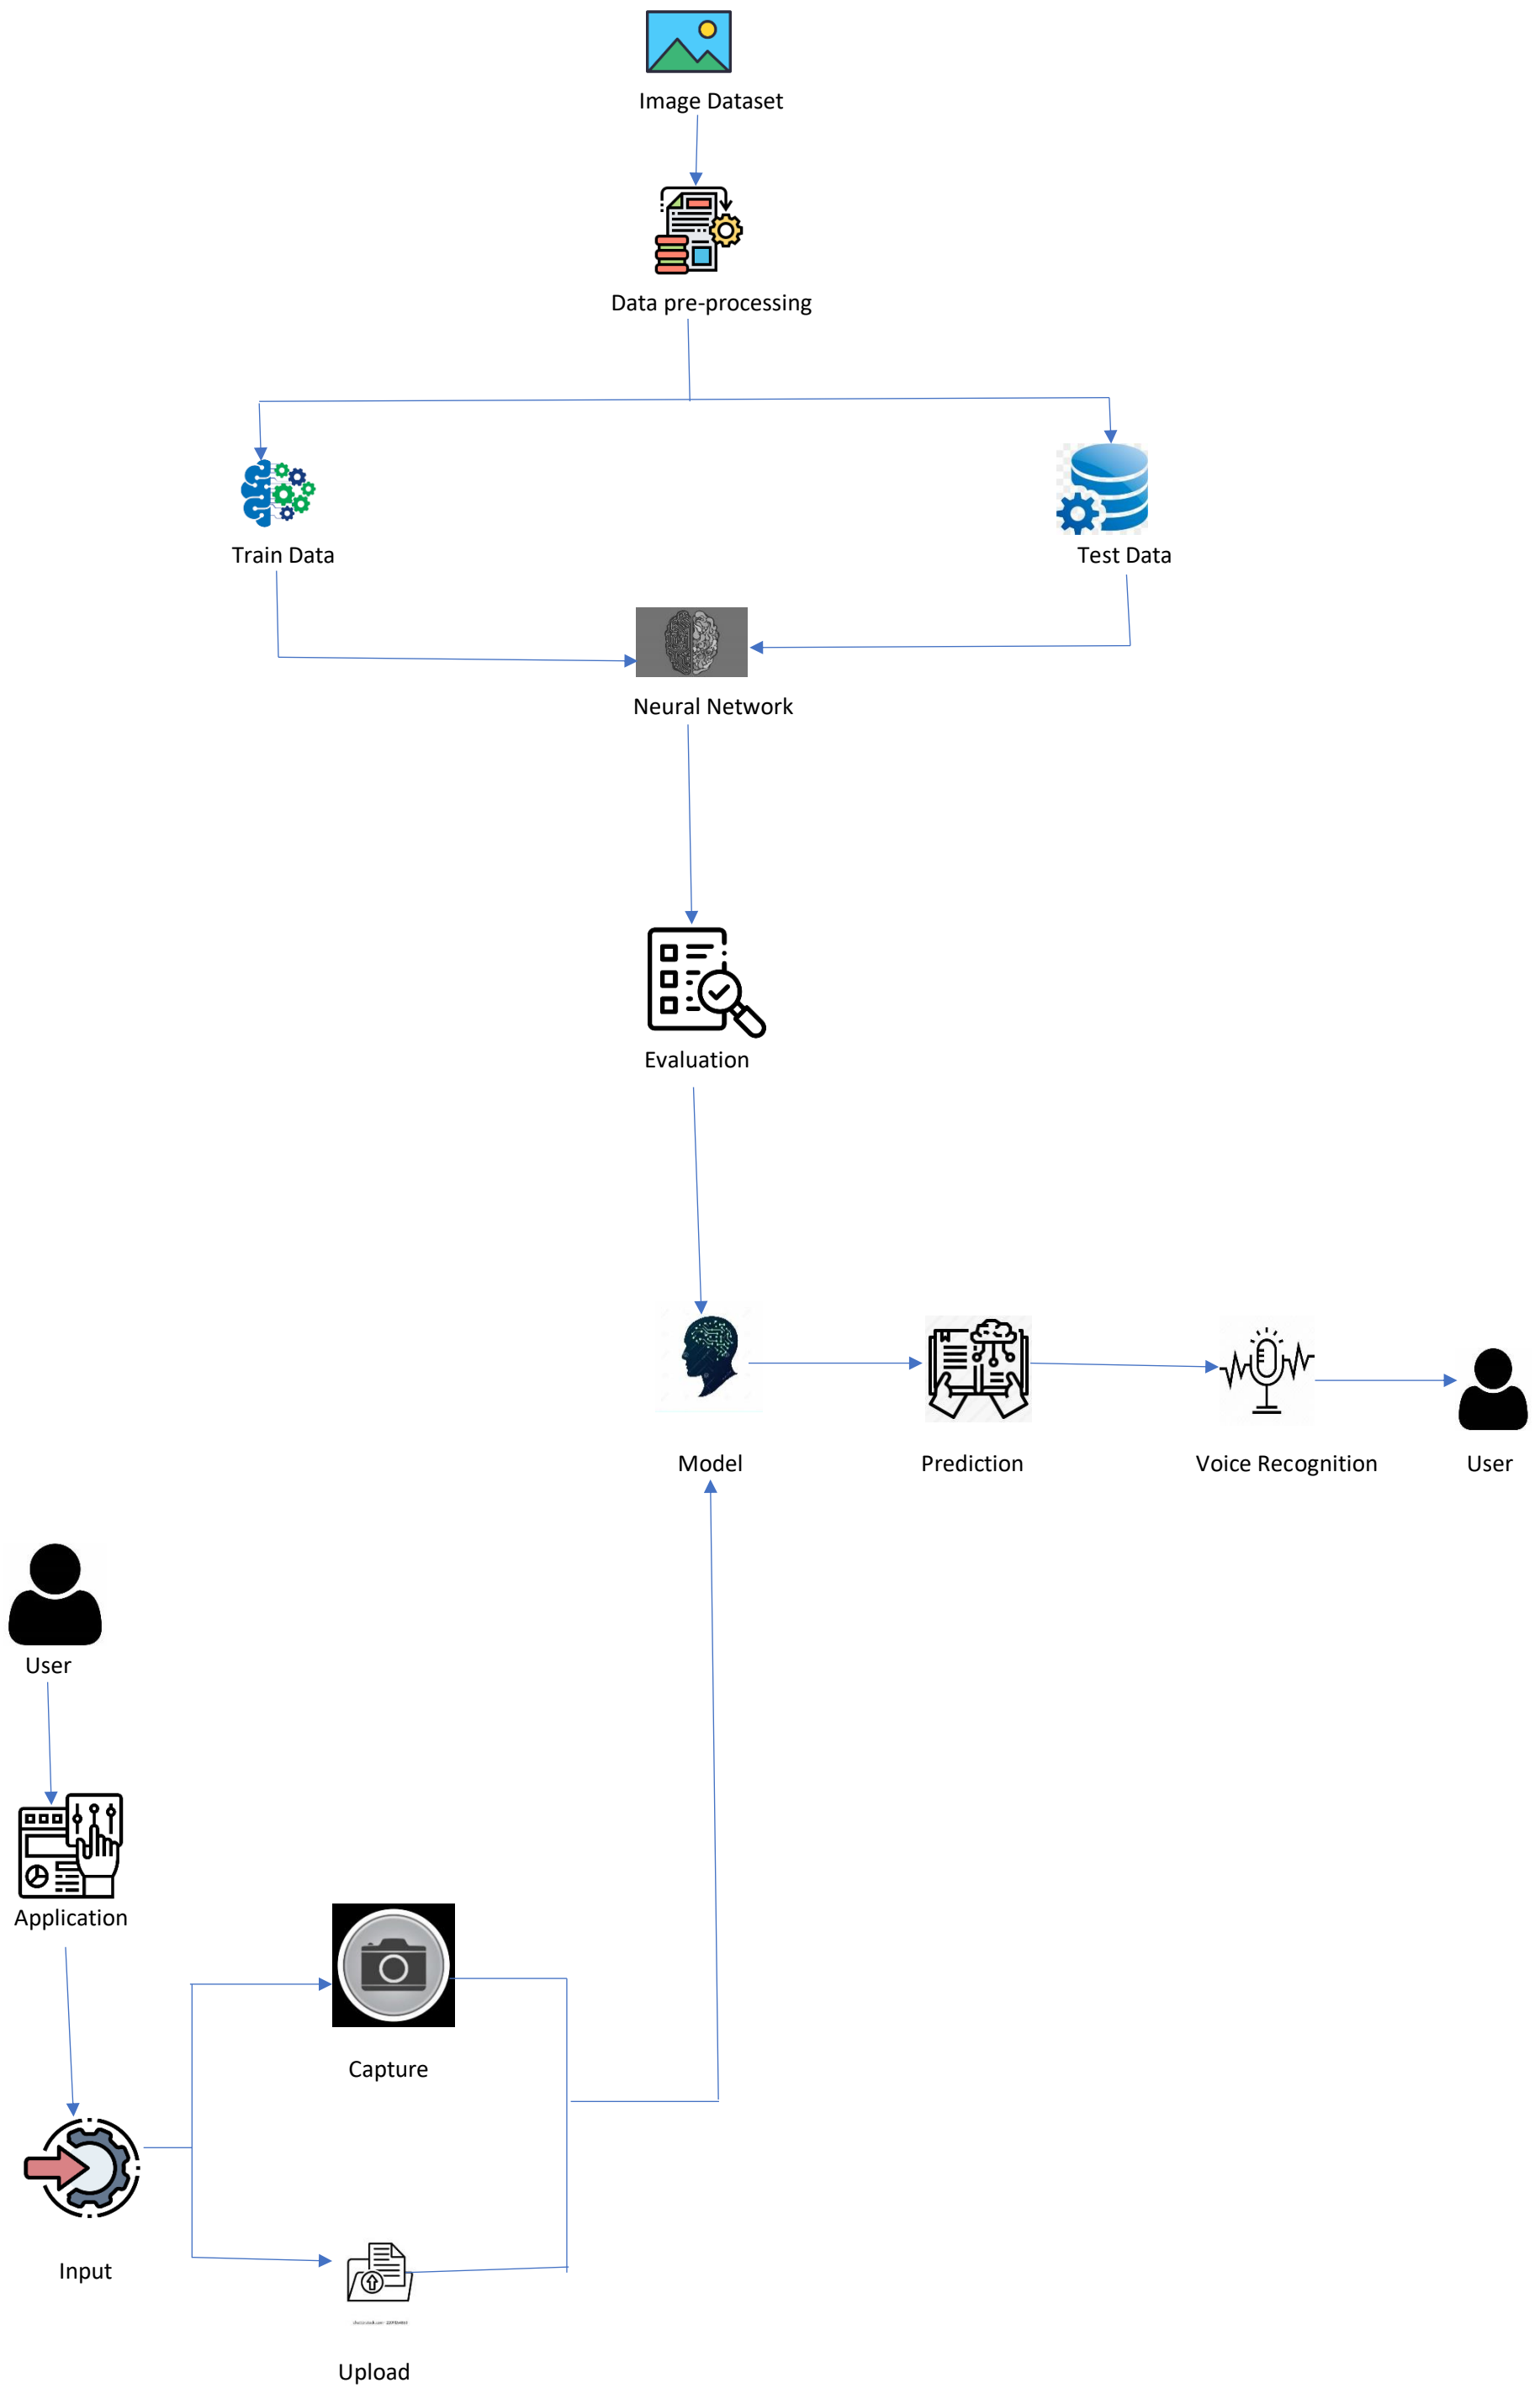 Image Dataset
Data pre-processing
Train Data
Test Data
Neural Network
Evaluation
Model
Prediction
Voice Recognition
User
User
Application
Capture
Input
Upload